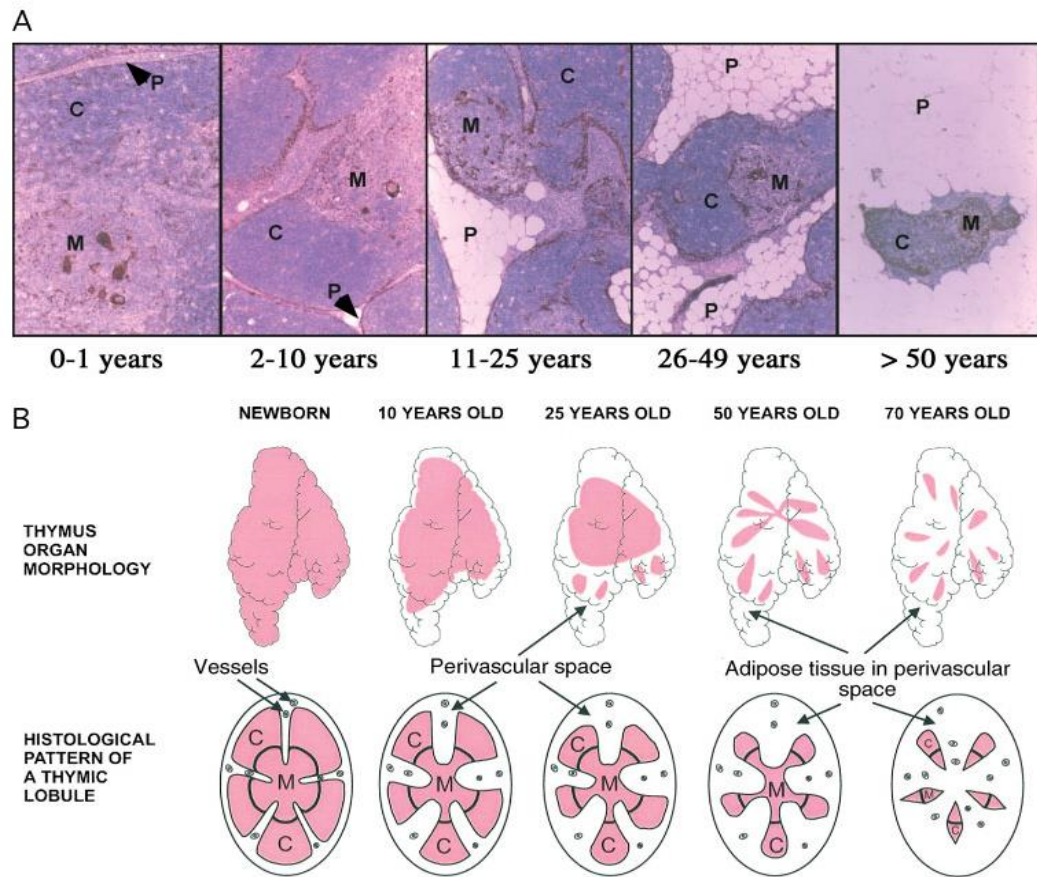 A
P
C
M
M
C
P
M
C
P
P
M
C
P
P
C
M
0-1 years
2-10 years
11-25 years
26-49 years
> 50 years
B
NEWBORN
10 YEARS OLD
25 YEARS OLD
50 YEARS OLD
70 YEARS OLD
THYMUS
ORGAN
MORPHOLOGY
Vessels
Perivascular space
Adipose tissue in perivascular
space
HISTOLOGICAL
PATTERN OF
A THYMIC
LOBULE
C
M
C
C
M
C
C
M
C
M
C
C
M
C